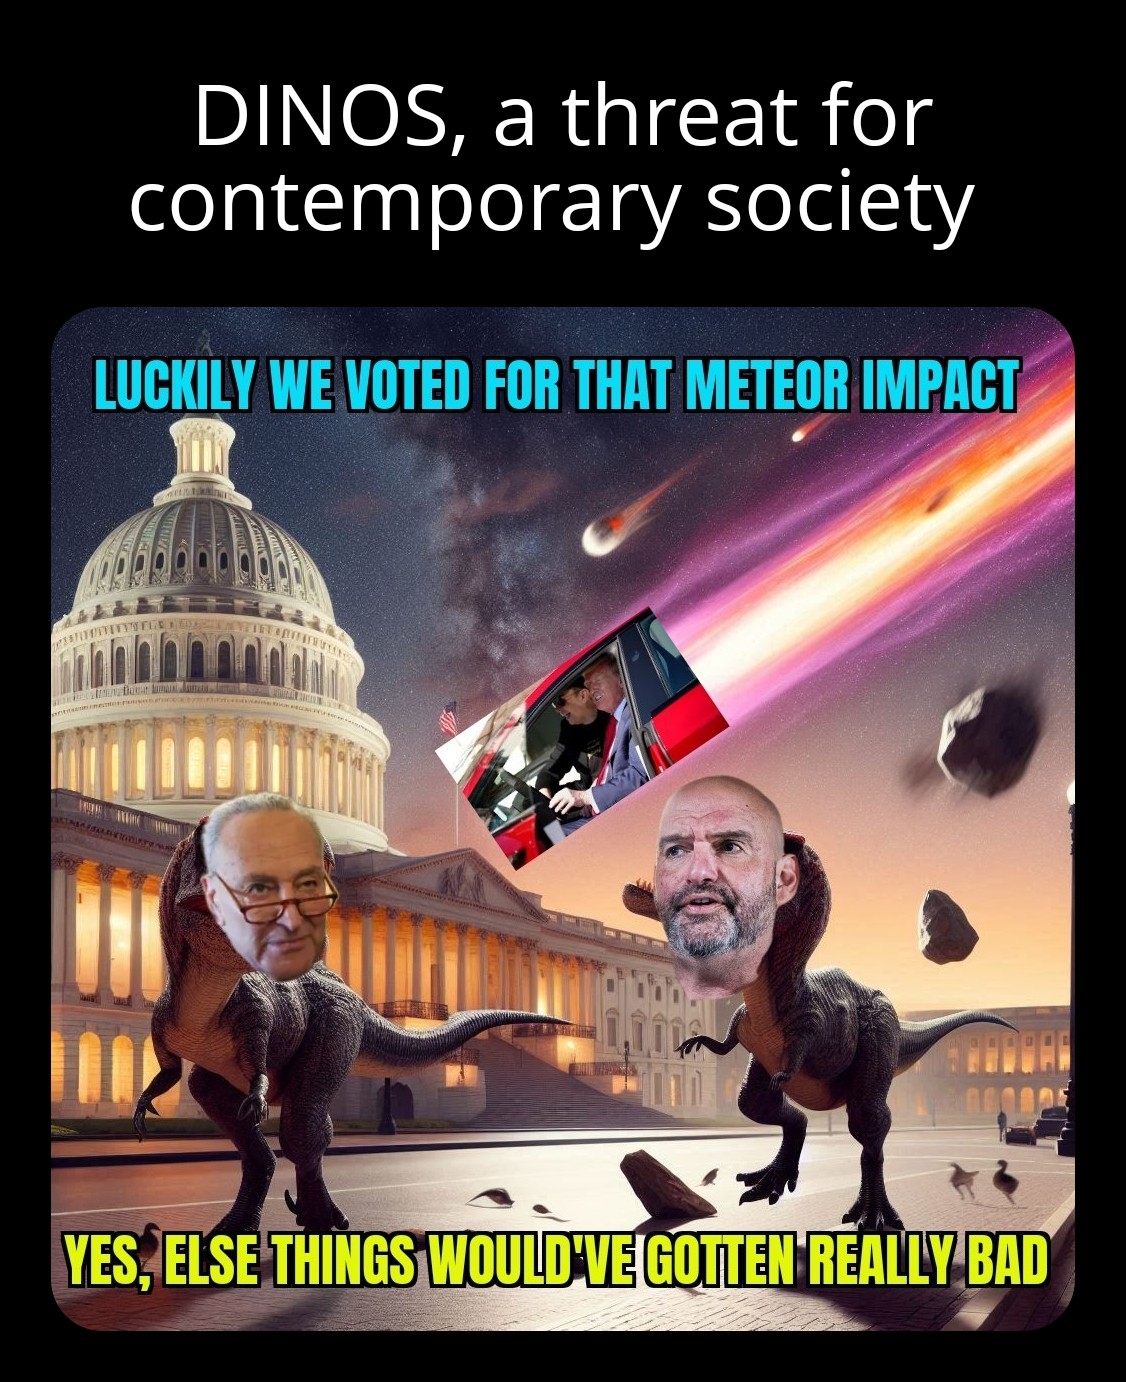 DINOS, a threat for
contemporary society
LUCKILY WE VOTED FOR THAT METEOR IMPACT
YES, ELSE THINGS WOULD'VE GOTTEN REALLY BAD